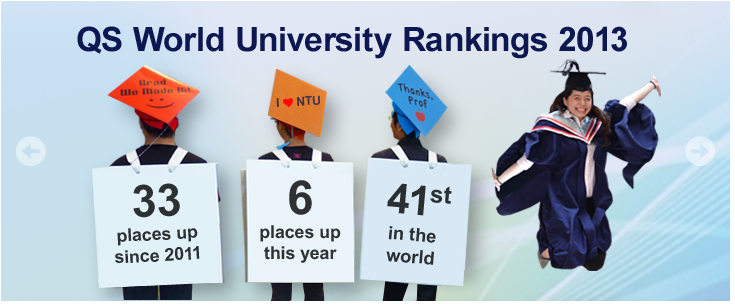 QS World University Rankings 2013
Grad
We Made It!
I ❤ NTU
Thanks,
Prof
33
places up
since 2011
6
places up
this year
41st
in the
world